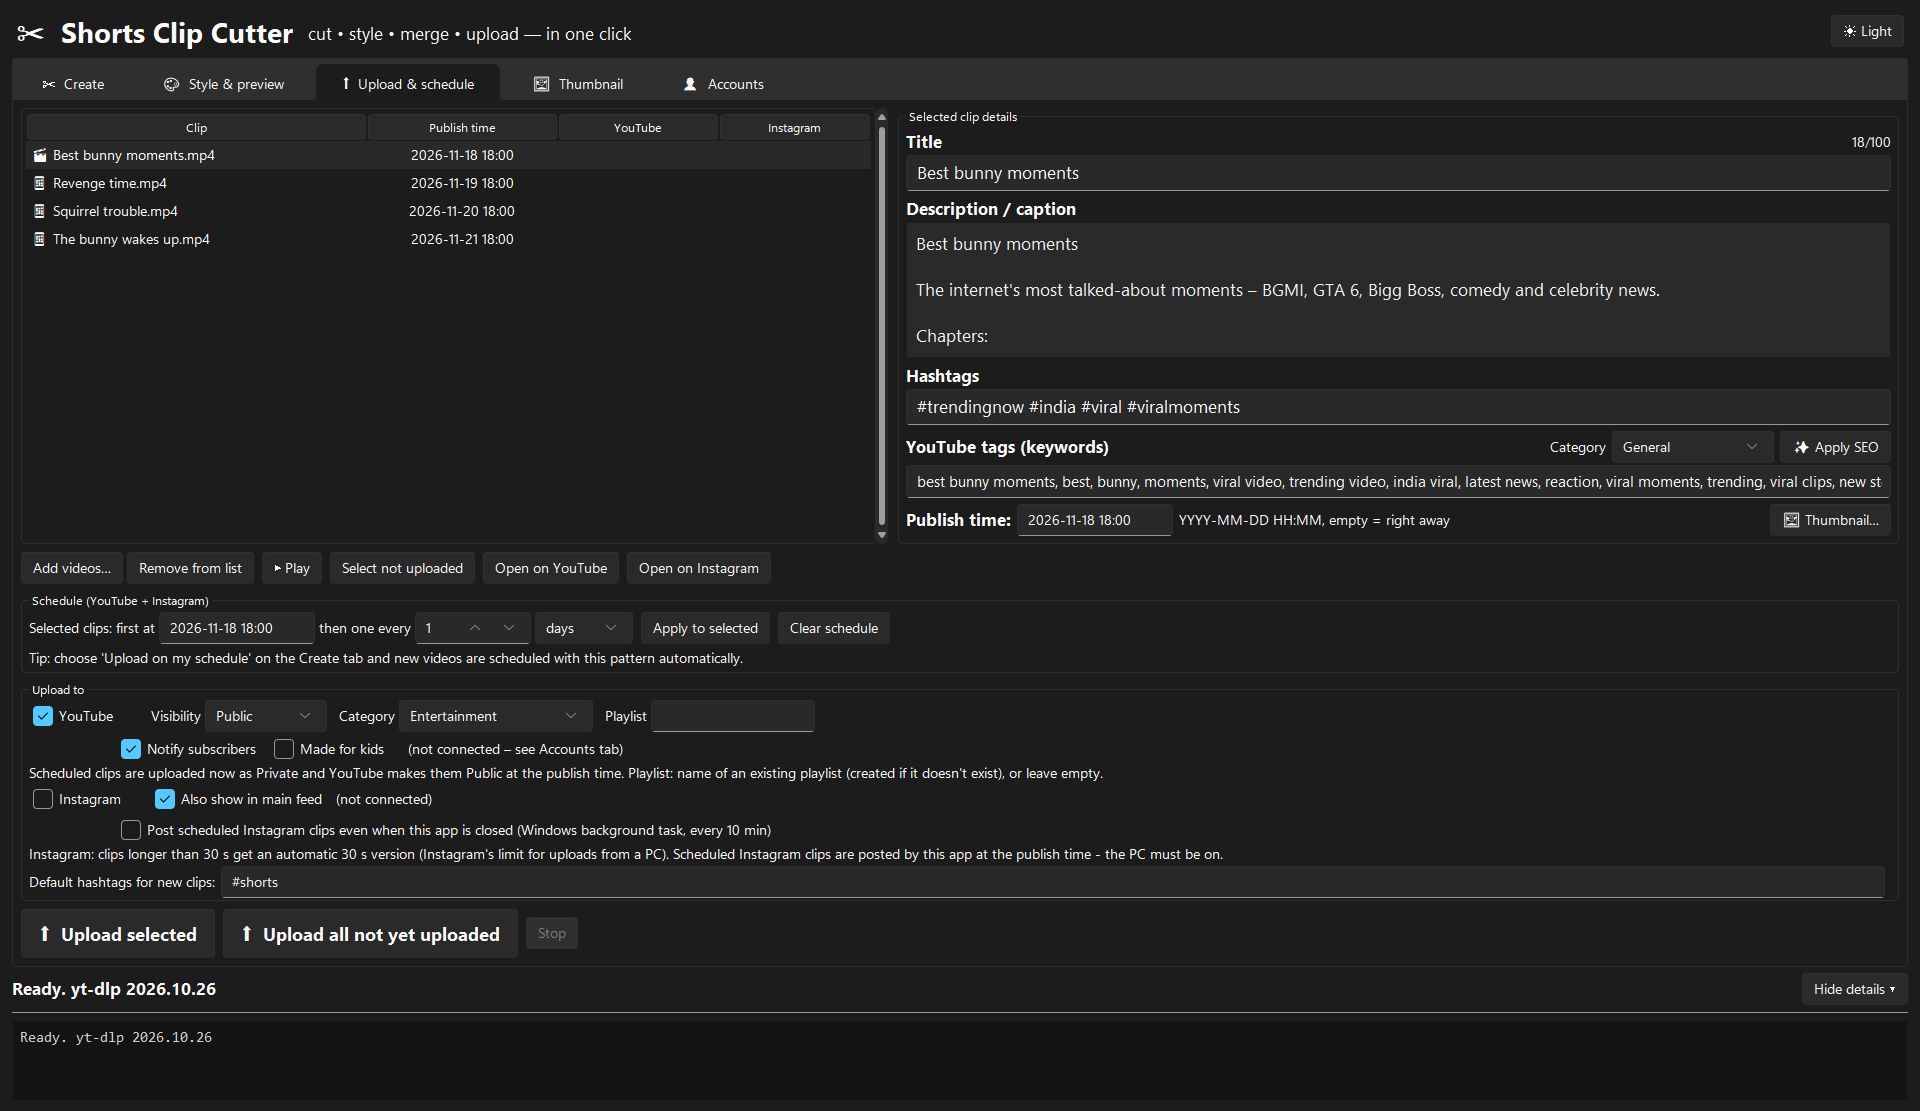 Shorts Clip Cutter cut • style • merge • upload — in one click
Light
Create Style & preview Upload & schedule Thumbnail Accounts
Clip Publish time YouTube Instagram
Best bunny moments.mp4 2026-11-18 18:00
Revenge time.mp4 2026-11-19 18:00
Squirrel trouble.mp4 2026-11-20 18:00
The bunny wakes up.mp4 2026-11-21 18:00
Selected clip details
Title 18/100
Best bunny moments
Description / caption
Best bunny moments
The internet's most talked-about moments – BGMI, GTA 6, Bigg Boss, comedy and celebrity news.
Chapters:
Hashtags
#trendingnow #india #viral #viralmoments
YouTube tags (keywords) Category General Apply SEO
best bunny moments, best, bunny, moments, viral video, trending video, india viral, latest news, reaction, viral moments, trending, viral clips, new st
Publish time: 2026-11-18 18:00 YYYY-MM-DD HH:MM, empty = right away Thumbnail...
Add videos... Remove from list Play Select not uploaded Open on YouTube Open on Instagram
Schedule (YouTube + Instagram)
Selected clips: first at 2026-11-18 18:00 then one every 1 days Apply to selected Clear schedule
Tip: choose 'Upload on my schedule' on the Create tab and new videos are scheduled with this pattern automatically.
Upload to
YouTube Visibility Public Category Entertainment Playlist
Notify subscribers Made for kids (not connected – see Accounts tab)
Scheduled clips are uploaded now as Private and YouTube makes them Public at the publish time. Playlist: name of an existing playlist (created if it doesn't exist), or leave empty.
Instagram Also show in main feed (not connected)
Post scheduled Instagram clips even when this app is closed (Windows background task, every 10 min)
Instagram: clips longer than 30 s get an automatic 30 s version (Instagram's limit for uploads from a PC). Scheduled Instagram clips are posted by this app at the publish time - the PC must be on.
Default hashtags for new clips: #shorts
Upload selected Upload all not yet uploaded Stop
Ready. yt-dlp 2026.10.26
Hide details
Ready. yt-dlp 2026.10.26